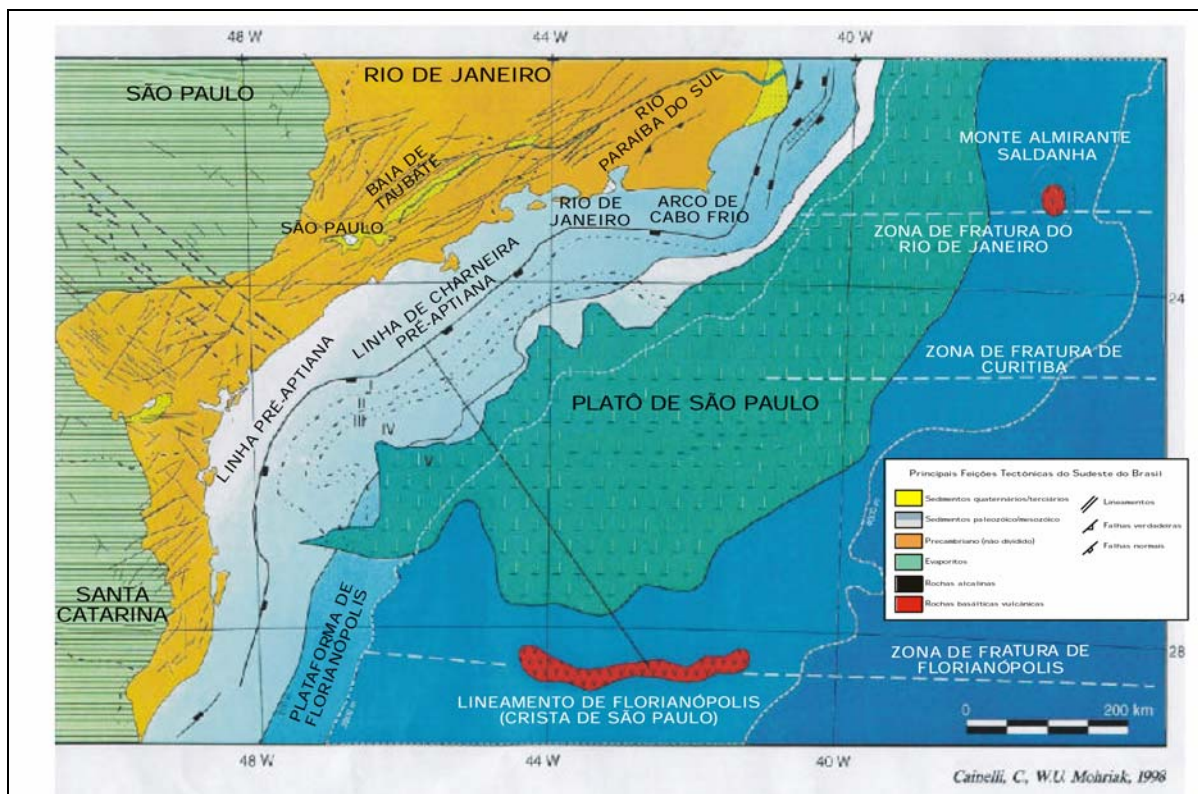 48 W
44 W
40 W
RIO DE JANEIRO
SÃO PAULO
RIO
PARAIBA DO SUL
MONTE ALMIRANTE
SALDANHA
BAIA DE
TAUBATÉ
RIO DE
JANEIRO
ARCO DE
CABO FRIO
SÃO PAULO
ZONA DE FRATURA DO
RIO DE JANEIRO
LINHA DE CHARNEIRA
PRÉ-APTIANA
24
LINHA PRÉ-APTIANA
ZONA DE FRATURA DE
CURITIBA
I
II
III
IV
V
PLATÔ DE SÃO PAULO
Principais Feições Tectônicas do Sudeste do Brasil
Sedimentos quaternários/terciários
Sedimentos paleozóico/mesozóico
Precambriano (não dividido)
Evaporitos
Rochas alcalinas
Rochas basálticas vulcânicas
Lineamentos
Falhas verdadeiras
Falhas normais
SANTA
CATARINA
PLATAFORMA DE
FLORIANÓPOLIS
28
ZONA DE FRATURA DE
FLORIANÓPOLIS
LINEAMENTO DE FLORIANÓPOLIS
(CRISTA DE SÃO PAULO)
0
200 km
48 W
44 W
40 W
Cainelli, C., W.U. Mohriak, 1998